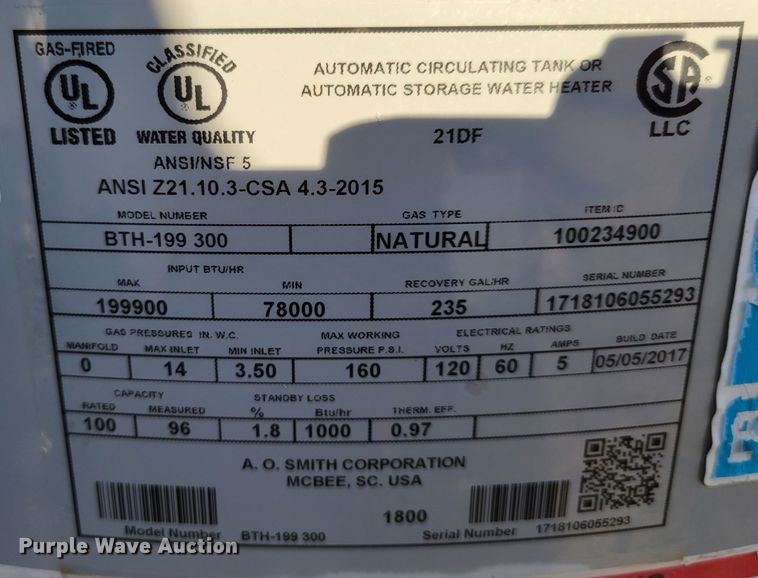 GAS-FIRED
UL
LISTED
CLASSIFIED
UL
WATER QUALITY
ANSI/NSF 5
AUTOMATIC CIRCULATING TANK OR
AUTOMATIC STORAGE WATER HEATER
21DF
SA
LLC
ANSI Z21.10.3-CSA 4.3-2015
MODEL NUMBER GAS TYPE ITEM ID
BTH-199 300 NATURAL 100234900
INPUT BTU/HR
MAX MIN RECOVERY GAL/HR SERIAL NUMBER
199900 78000 235 1718106055293
GAS PRESSURES IN. W.C. MAX WORKING ELECTRICAL RATINGS
MANIFOLD MAX INLET MIN INLET PRESSURE P.S.I. VOLTS HZ AMPS BUILD DATE
0 14 3.50 160 120 60 5 05/05/2017
CAPACITY STANDBY LOSS
RATED MEASURED % Btu/hr THERM. EFF.
100 96 1.8 1000 0.97
A. O. SMITH CORPORATION
MCBEE, SC. USA
1800
Model Number BTH-199 300 Serial Number 1718106055293
Purple Wave Auction